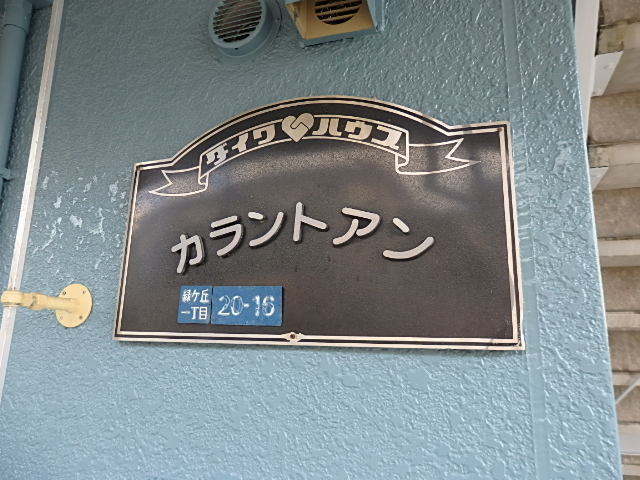 ダイワハウス
カラントアン
緑ケ丘
一丁目
20-16